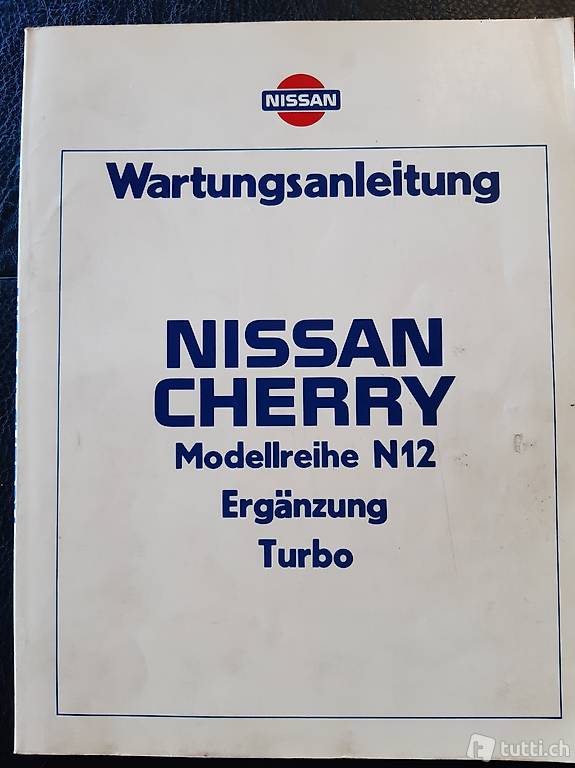 NISSAN
Wartungsanleitung
NISSAN
CHERRY
Modellreihe N12
Ergänzung
Turbo
t tutti.ch